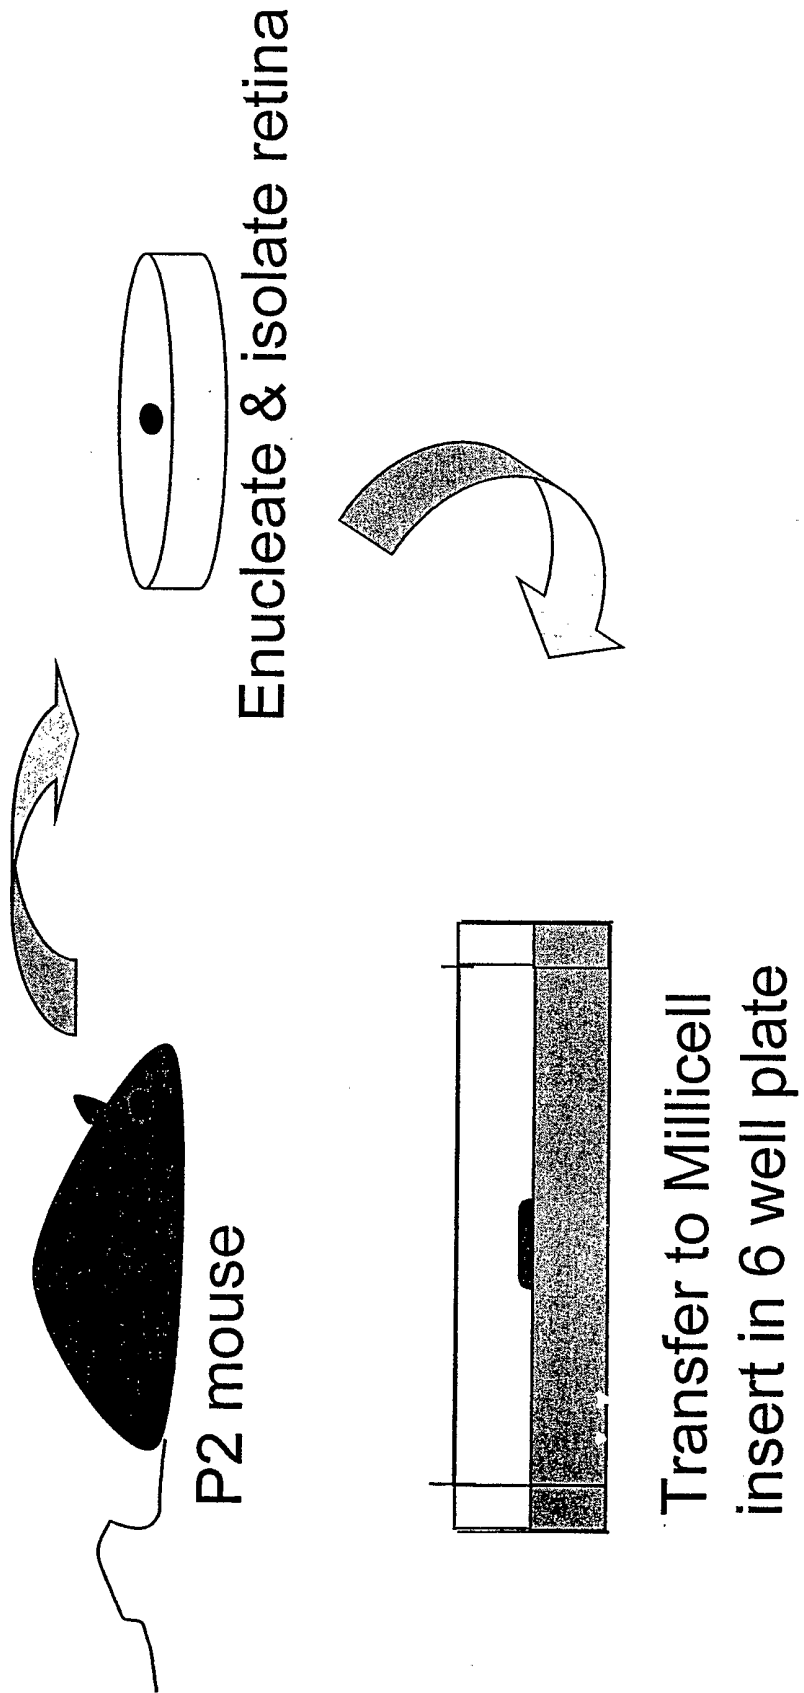 P2 mouse
Enucleate & isolate retina
Transfer to Millicell
insert in 6 well plate